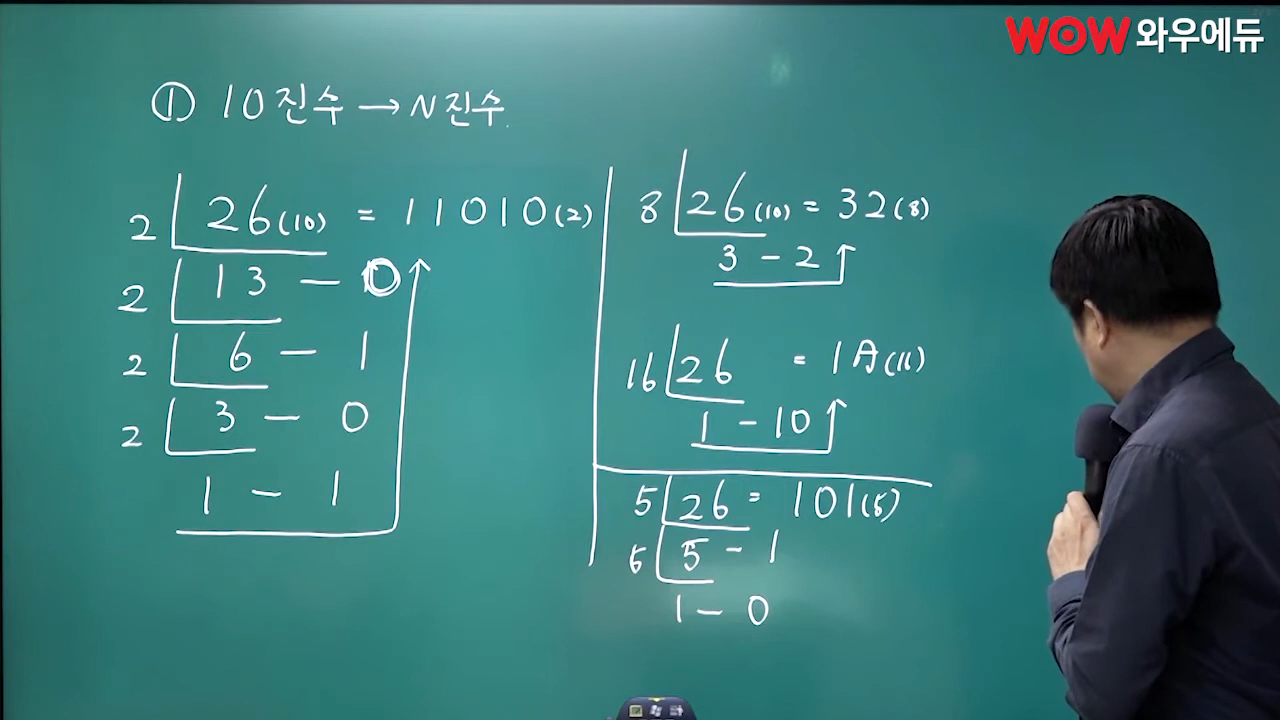 WOW 와우에듀
① 10진수 → N진수
2 26(10) = 11010(2)
2 13 - 0
2 6 - 1
2 3 - 0
1 - 1
8 26(10) = 32(8)
3 - 2
16 26 = 1A(16)
1 - 10
5 26 = 101(5)
5 5 - 1
1 - 0